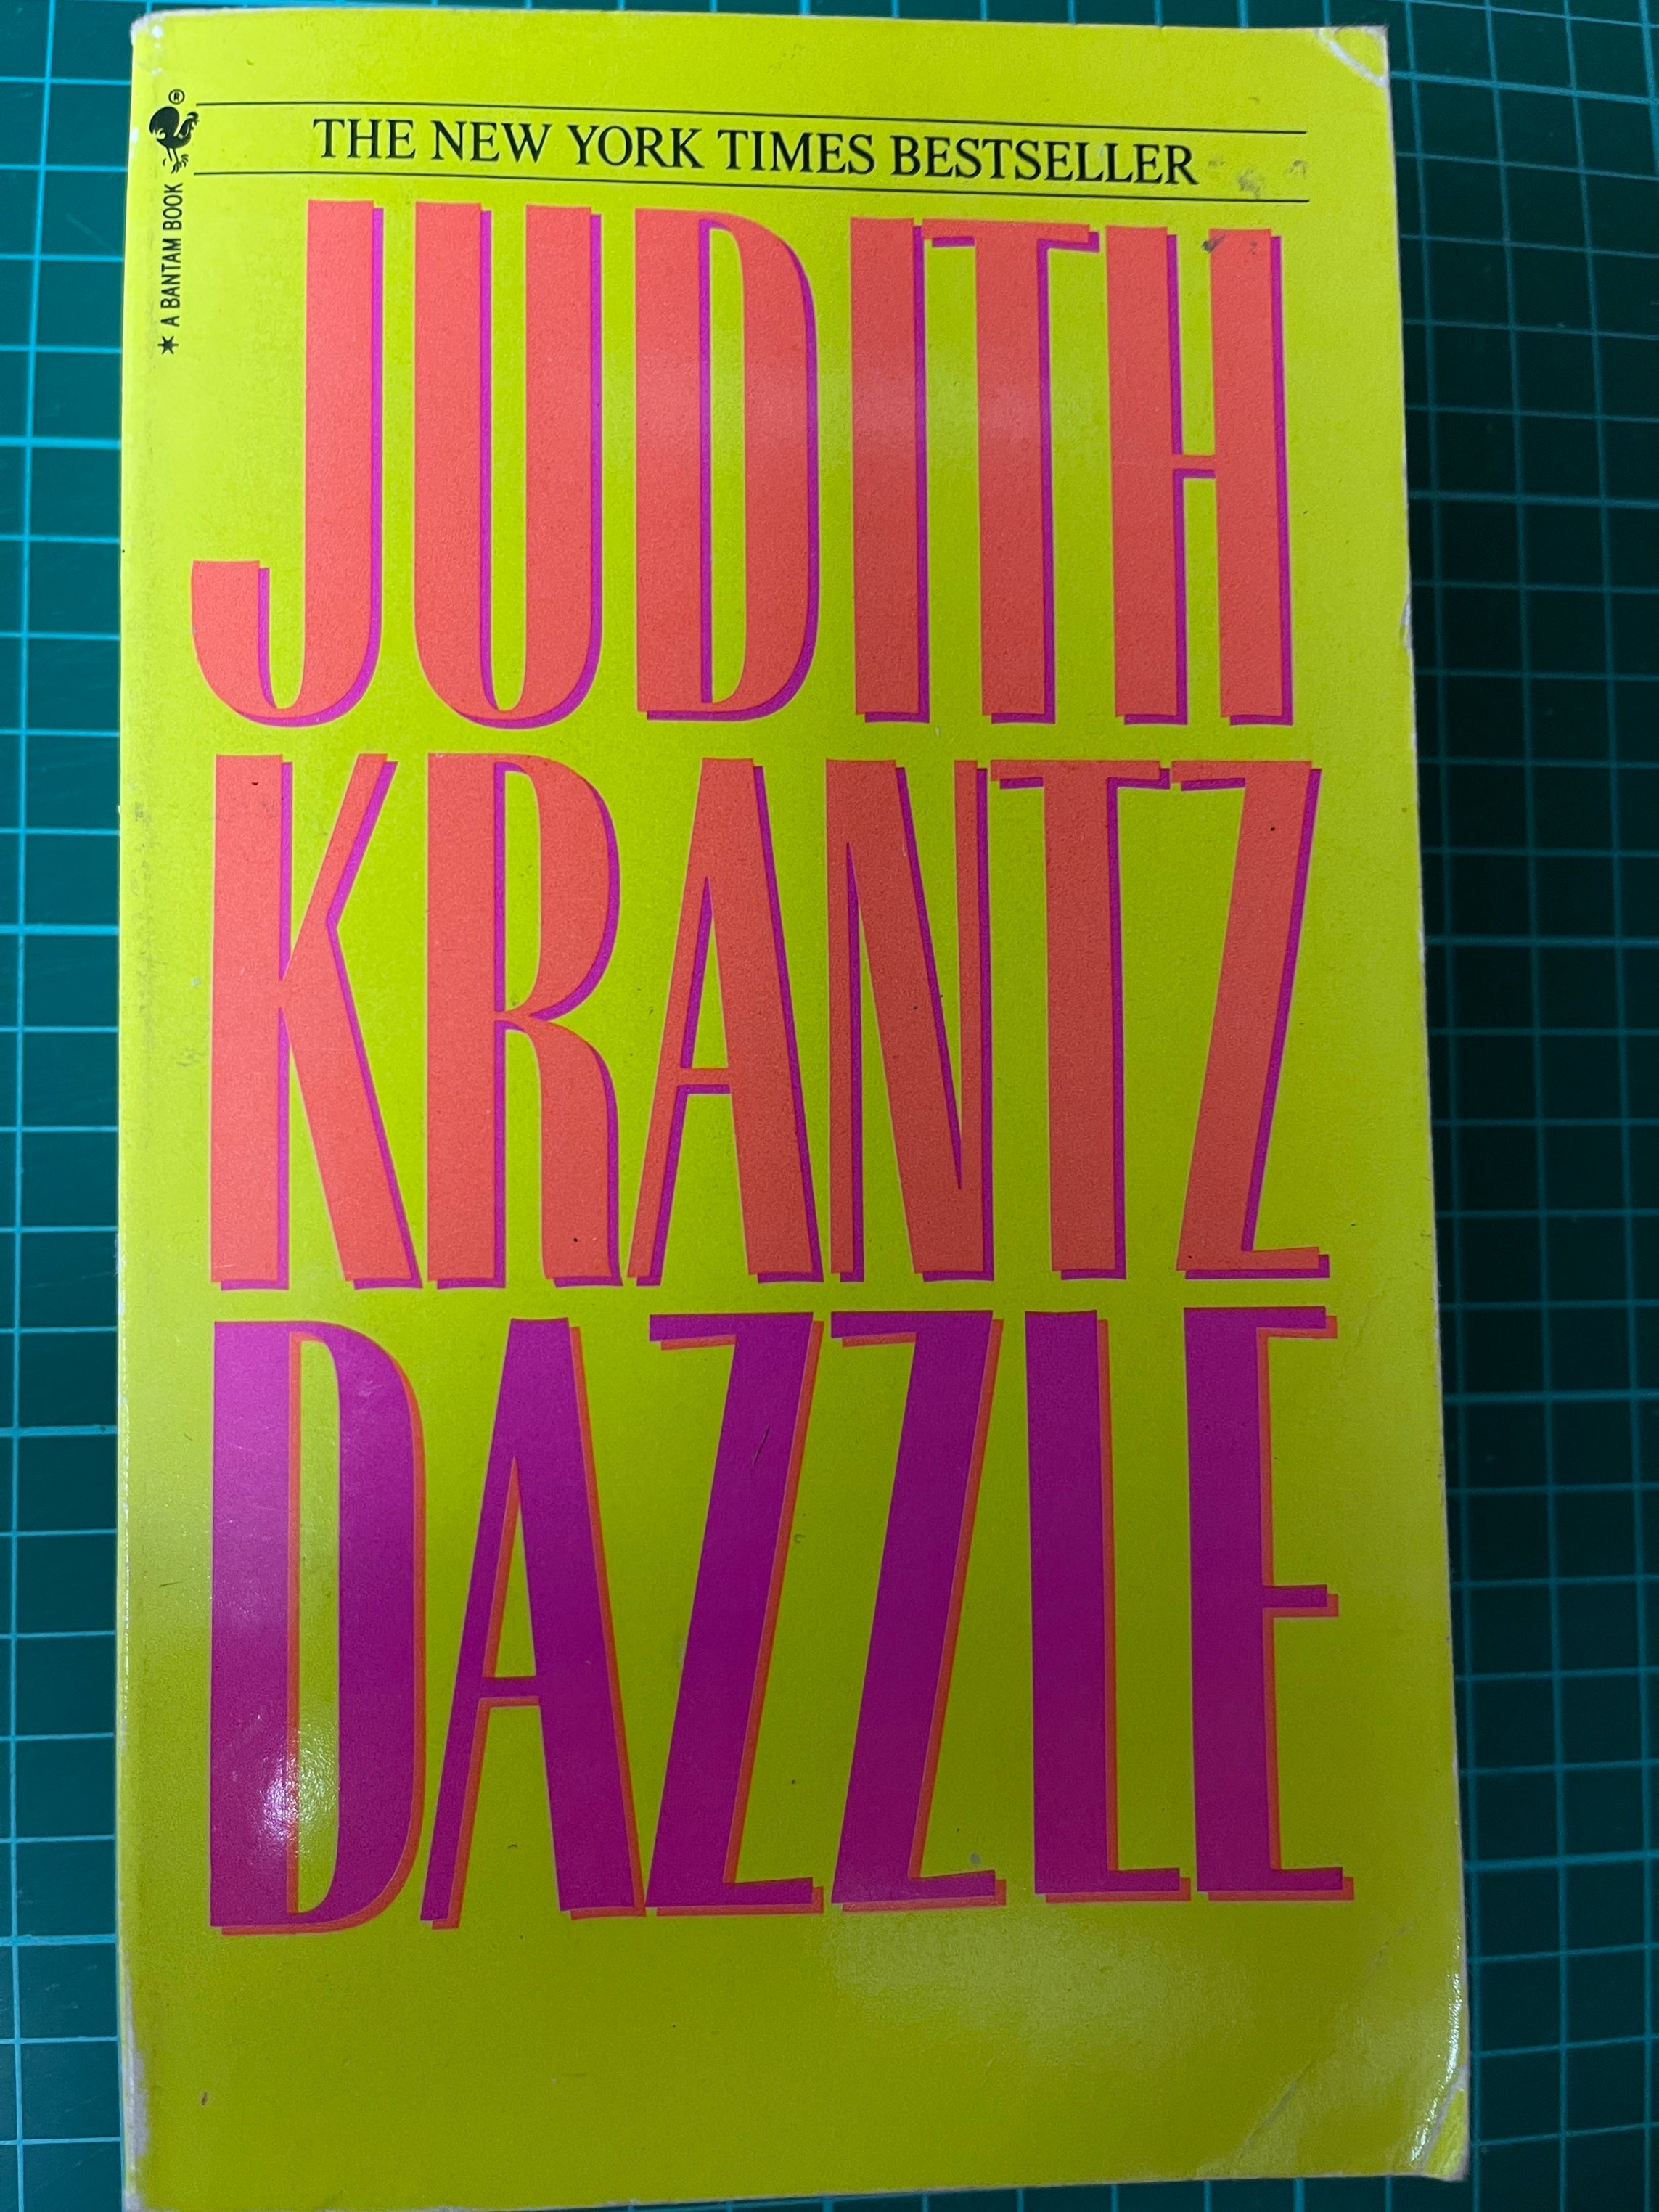 THE NEW YORK TIMES BESTSELLER
* A BANTAM BOOK ®
JUDITH
KRANTZ
DAZZLE